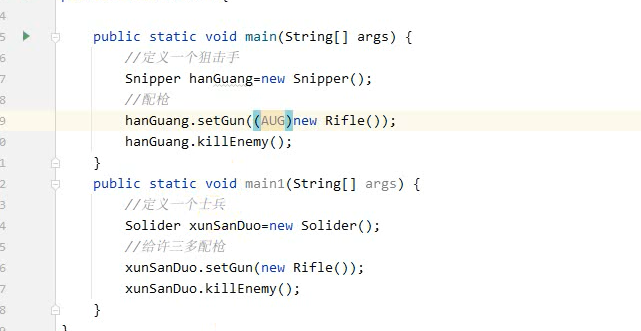 4
5 public static void main(String[] args) {
6 //定义一个狙击手
7 Snipper hanGuang=new Snipper();
8 //配枪
9 hanGuang.setGun((AUG)new Rifle());
0 hanGuang.killEnemy();
1 }
2 public static void main1(String[] args) {
3 //定义一个士兵
4 Solider xunSanDuo=new Solider();
5 //给许三多配枪
6 xunSanDuo.setGun(new Rifle());
7 xunSanDuo.killEnemy();
8 }
9 }